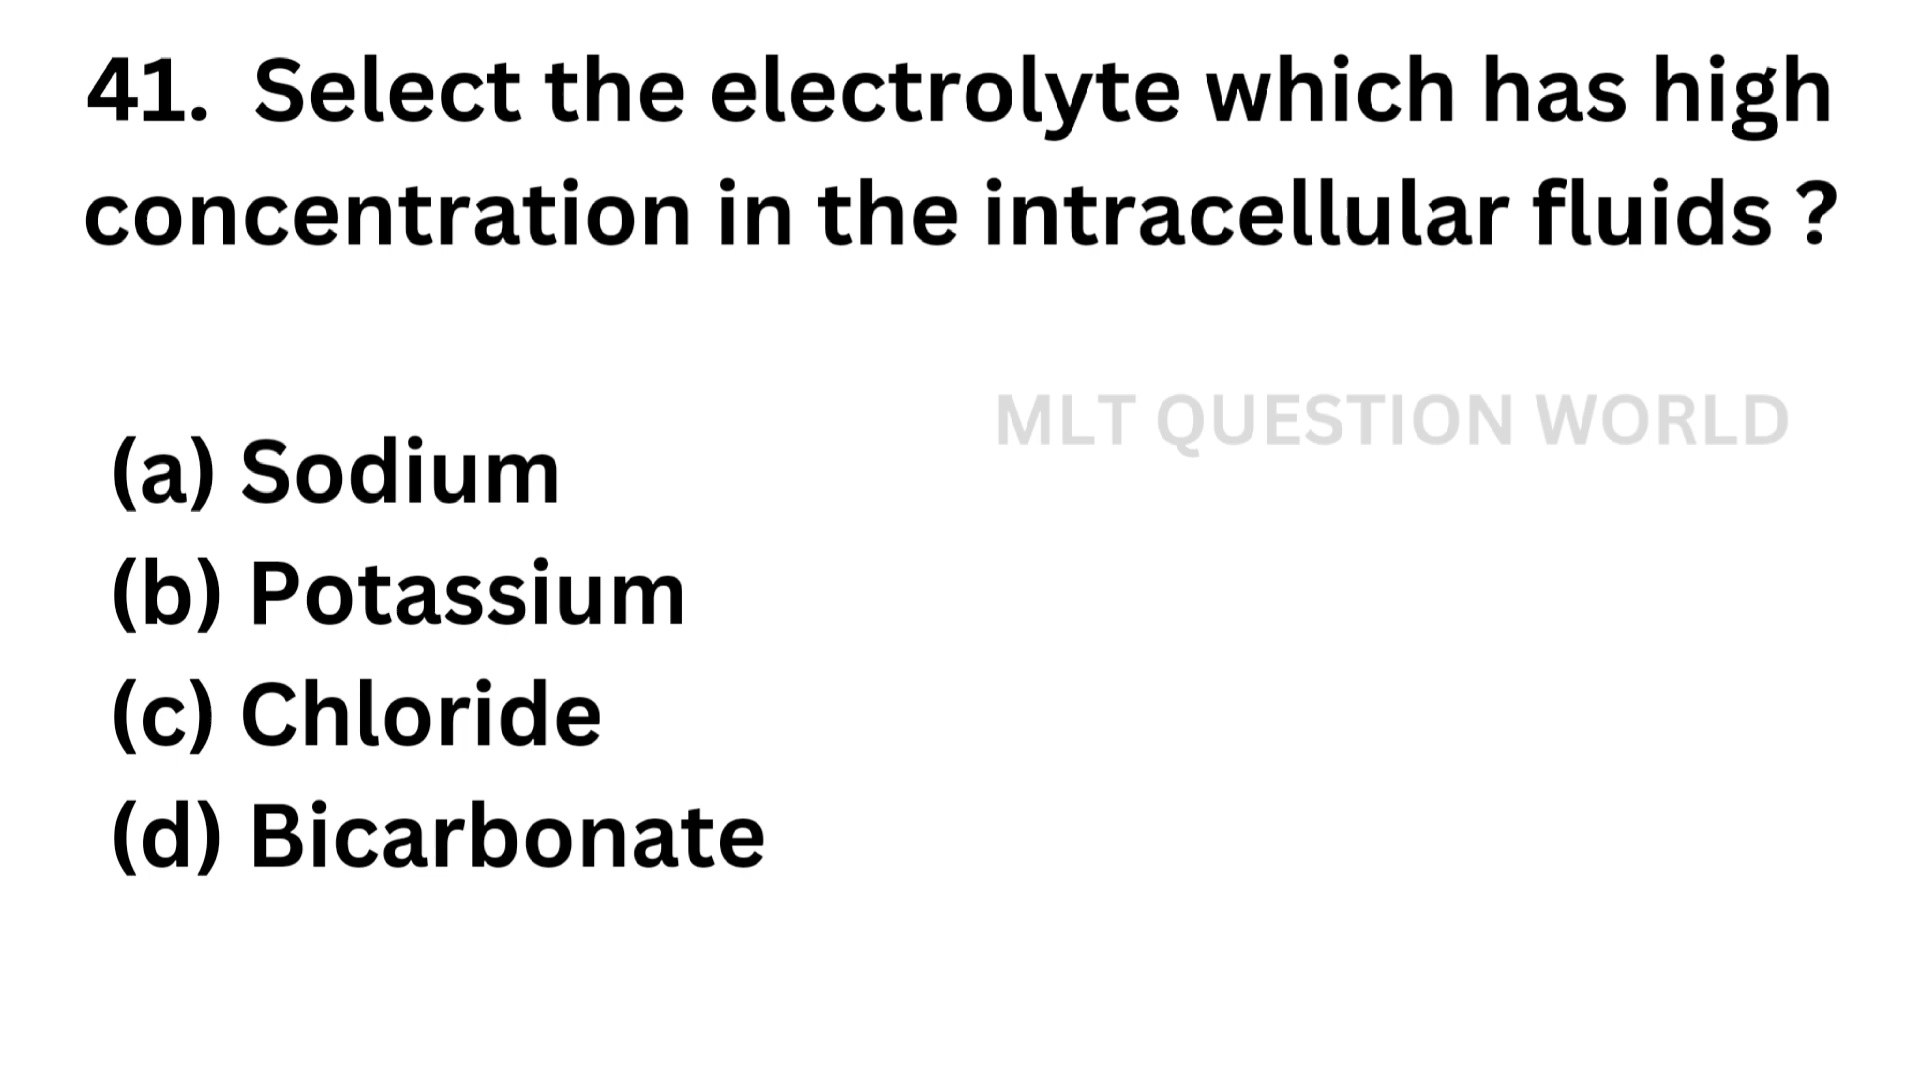 41. Select the electrolyte which has high
concentration in the intracellular fluids ?
MLT QUESTION WORLD
(a) Sodium
(b) Potassium
(c) Chloride
(d) Bicarbonate